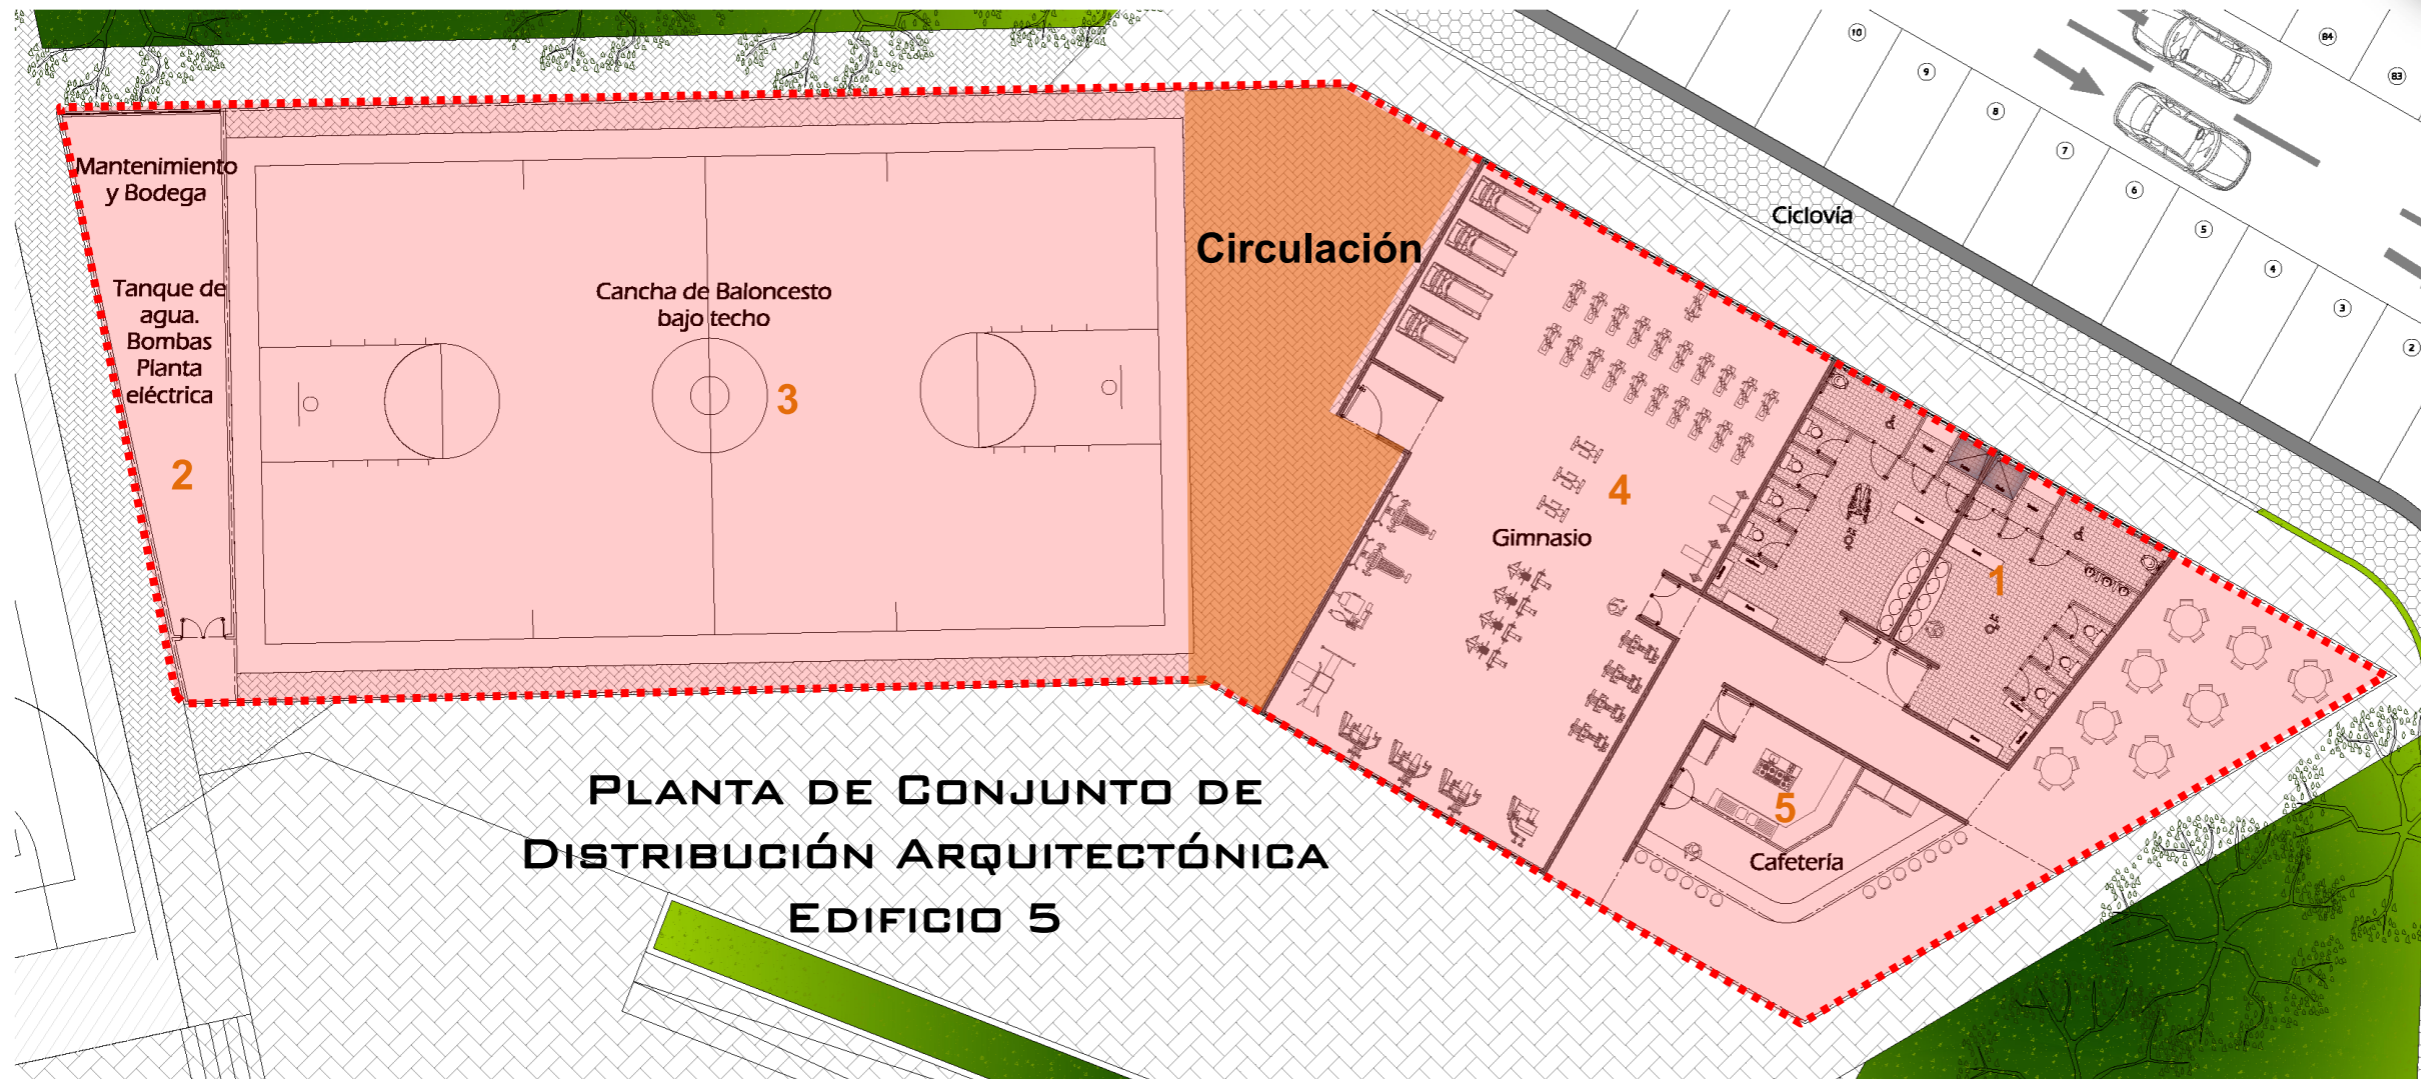 10
9
8
7
6
5
4
3
2
84
83
Ciclovía
Mantenimiento
y Bodega
Tanque de
agua.
Bombas
Planta
eléctrica
2
Cancha de Baloncesto
bajo techo
3
Circulación
4
Gimnasio
1
5
Cafetería
PLANTA DE CONJUNTO DE
DISTRIBUCIÓN ARQUITECTÓNICA
EDIFICIO 5